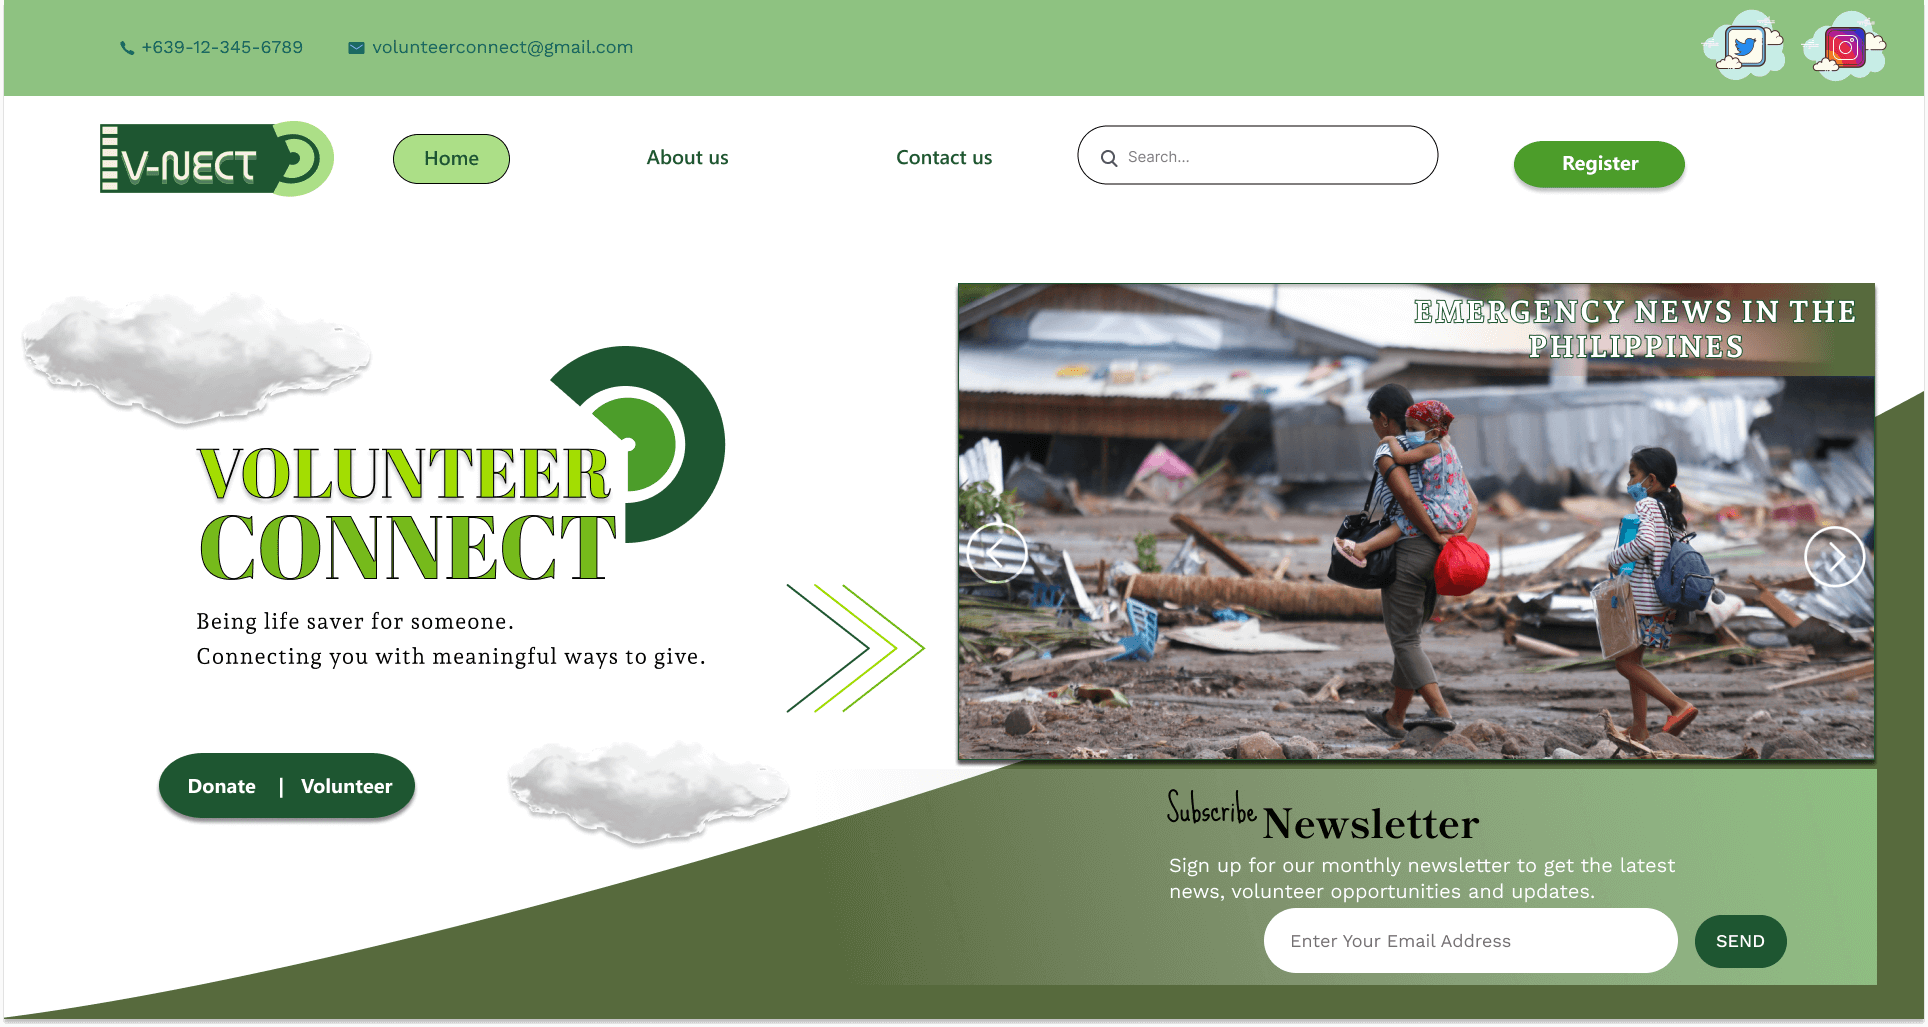 +639-12-345-6789
volunteerconnect@gmail.com
V-NECT
Home
About us
Contact us
Search...
Register
EMERGENCY NEWS IN THE
PHILIPPINES
VOLUNTEER
CONNECT
Being life saver for someone.
Connecting you with meaningful ways to give.
Donate | Volunteer
Subscribe Newsletter
Sign up for our monthly newsletter to get the latest
news, volunteer opportunities and updates.
Enter Your Email Address
SEND